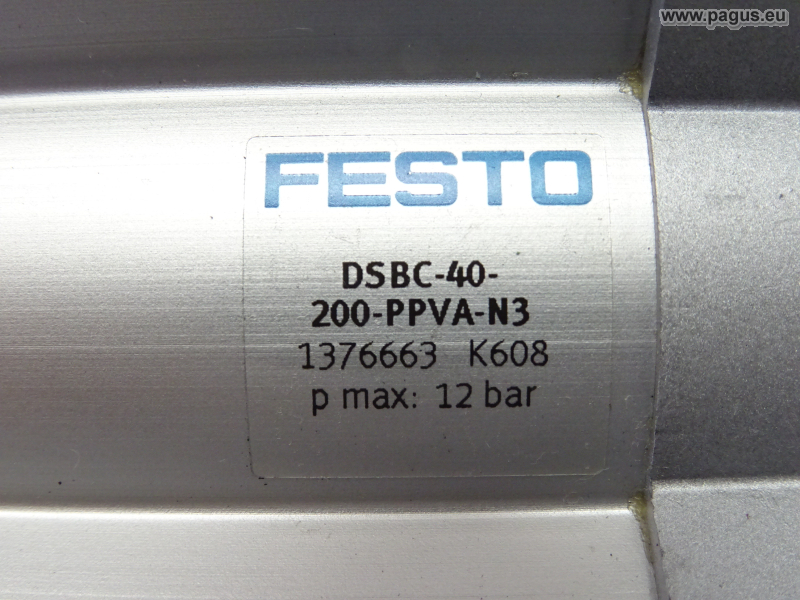 www.pagus.eu
FESTO
DSBC-40-
200-PPVA-N3
1376663 K608
p max: 12 bar